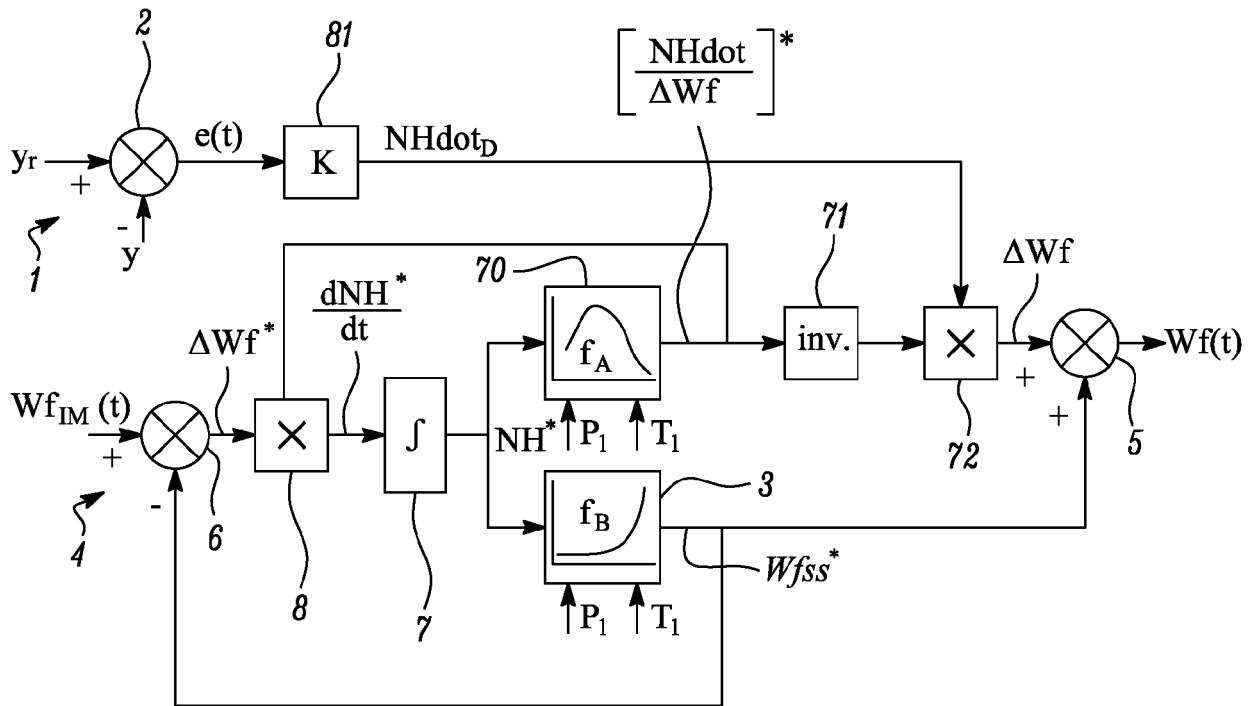 2
81
[NHdot / ΔWf]*
yr
+
e(t)
K
NHdotD
-
y
1
70
71
ΔWf
dNH* / dt
ΔWf*
fA
inv.
×
Wf(t)
+
+
5
72
WfIM (t)
+
-
6
×
8
∫
7
NH*
P1
T1
3
fB
Wfss*
P1
T1
4